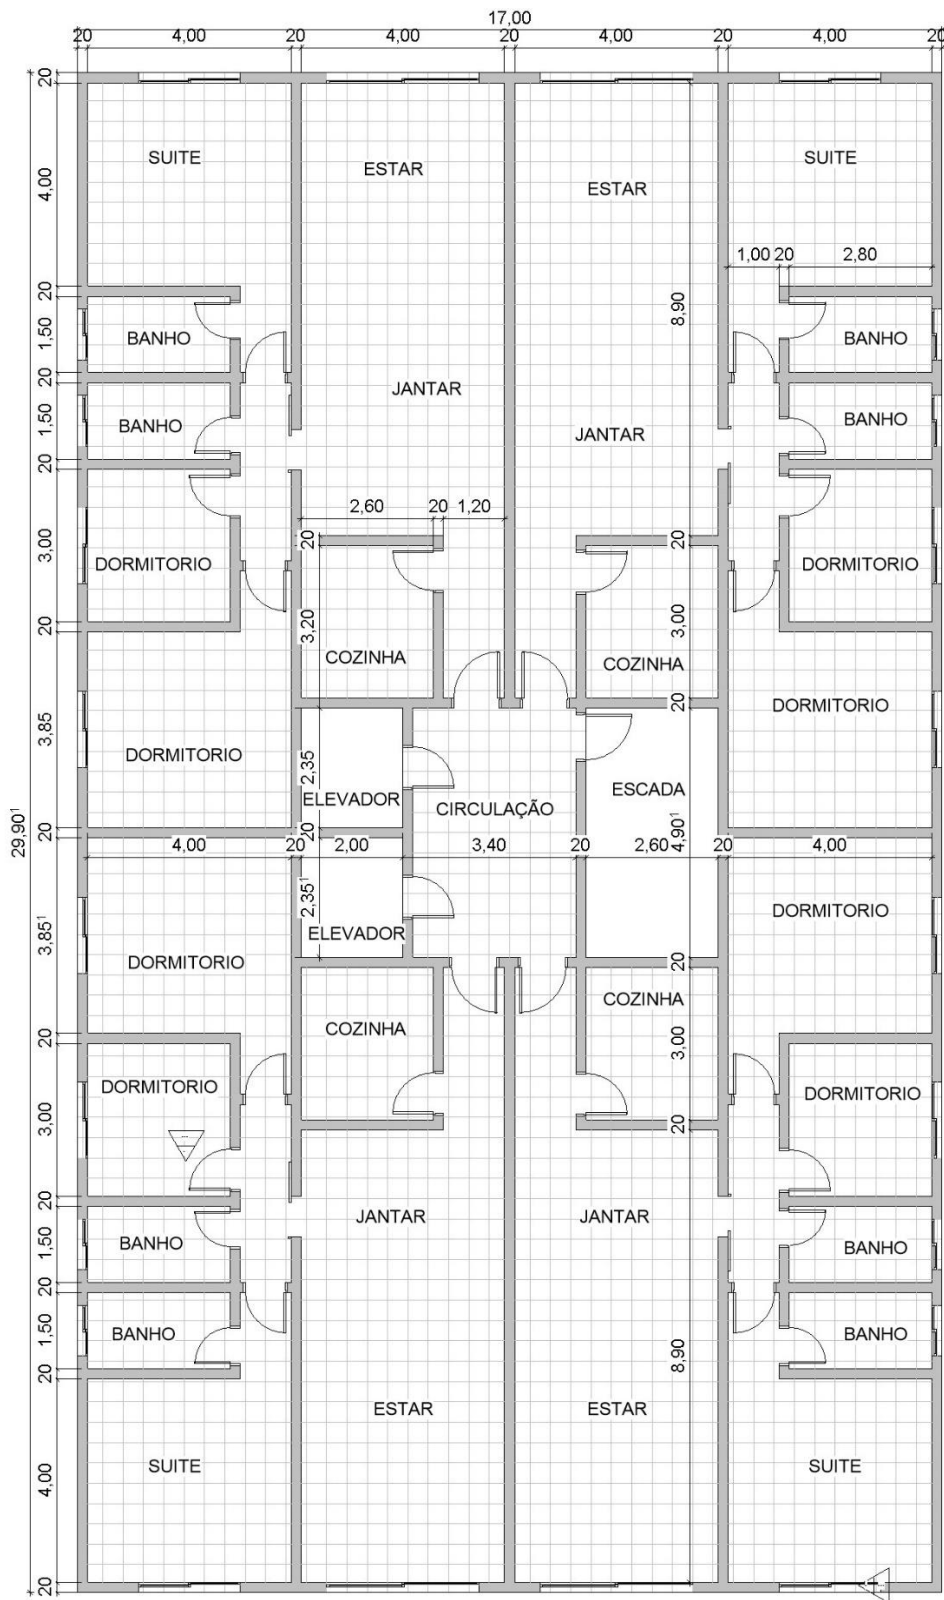 17,00
20 4,00 20 4,00 20 4,00 20 4,00 20
20
SUITE
ESTAR
ESTAR
SUITE
4,00
1,00 20 2,80
20
8,90
1,50
BANHO
BANHO
20
JANTAR
1,50
BANHO
JANTAR
BANHO
20
2,60 20 1,20
20
20
3,00
DORMITORIO
DORMITORIO
3,20
3,00
20
COZINHA
COZINHA
20
DORMITORIO
3,85
DORMITORIO
2,35
ELEVADOR
CIRCULAÇÃO
ESCADA
4,90¹
29,90¹
20
20
4,00 20 2,00 3,40 20 2,60 20 4,00
2,35¹
3,85¹
DORMITORIO
ELEVADOR
DORMITORIO
20
COZINHA
COZINHA
3,00
20
DORMITORIO
DORMITORIO
3,00
20
20
JANTAR
JANTAR
1,50
BANHO
BANHO
20
1,50
BANHO
BANHO
8,90
20
ESTAR
ESTAR
SUITE
SUITE
4,00
20